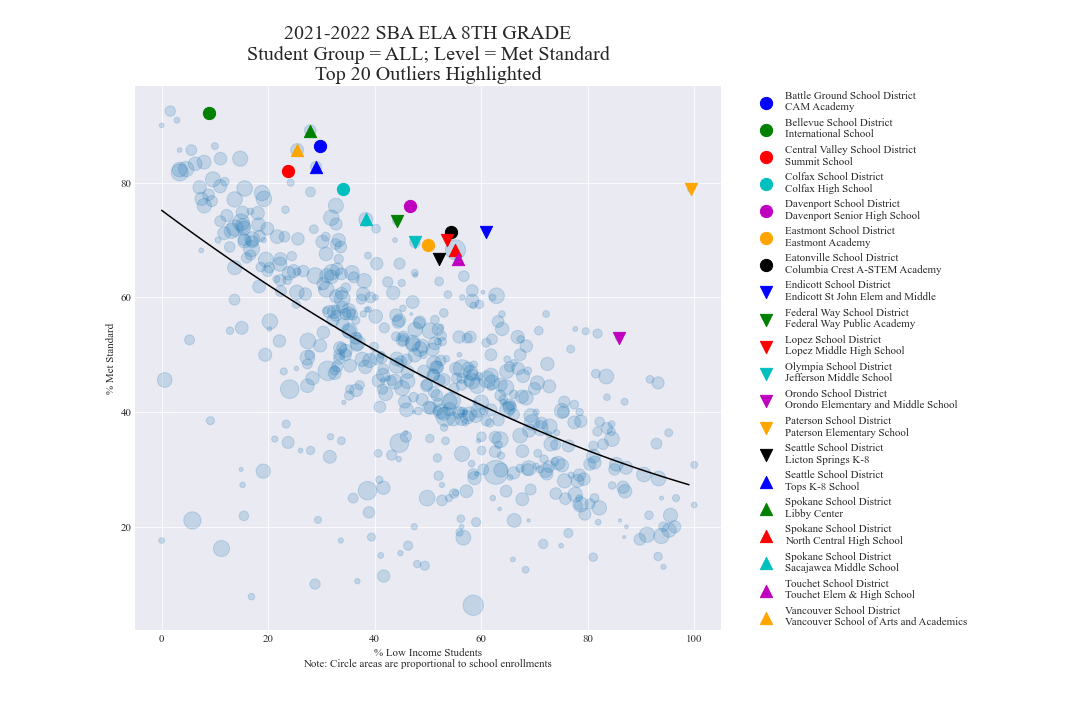 2021-2022 SBA ELA 8TH GRADE
Student Group = ALL; Level = Met Standard
Top 20 Outliers Highlighted
% Met Standard
80
60
40
20
0
20
40
60
80
100
% Low Income Students
Note: Circle areas are proportional to school enrollments
Battle Ground School District
CAM Academy
Bellevue School District
International School
Central Valley School District
Summit School
Colfax School District
Colfax High School
Davenport School District
Davenport Senior High School
Eastmont School District
Eastmont Academy
Eatonville School District
Columbia Crest A-STEM Academy
Endicott School District
Endicott St John Elem and Middle
Federal Way School District
Federal Way Public Academy
Lopez School District
Lopez Middle High School
Olympia School District
Jefferson Middle School
Orondo School District
Orondo Elementary and Middle School
Paterson School District
Paterson Elementary School
Seattle School District
Licton Springs K-8
Seattle School District
Tops K-8 School
Spokane School District
Libby Center
Spokane School District
North Central High School
Spokane School District
Sacajawea Middle School
Touchet School District
Touchet Elem & High School
Vancouver School District
Vancouver School of Arts and Academics